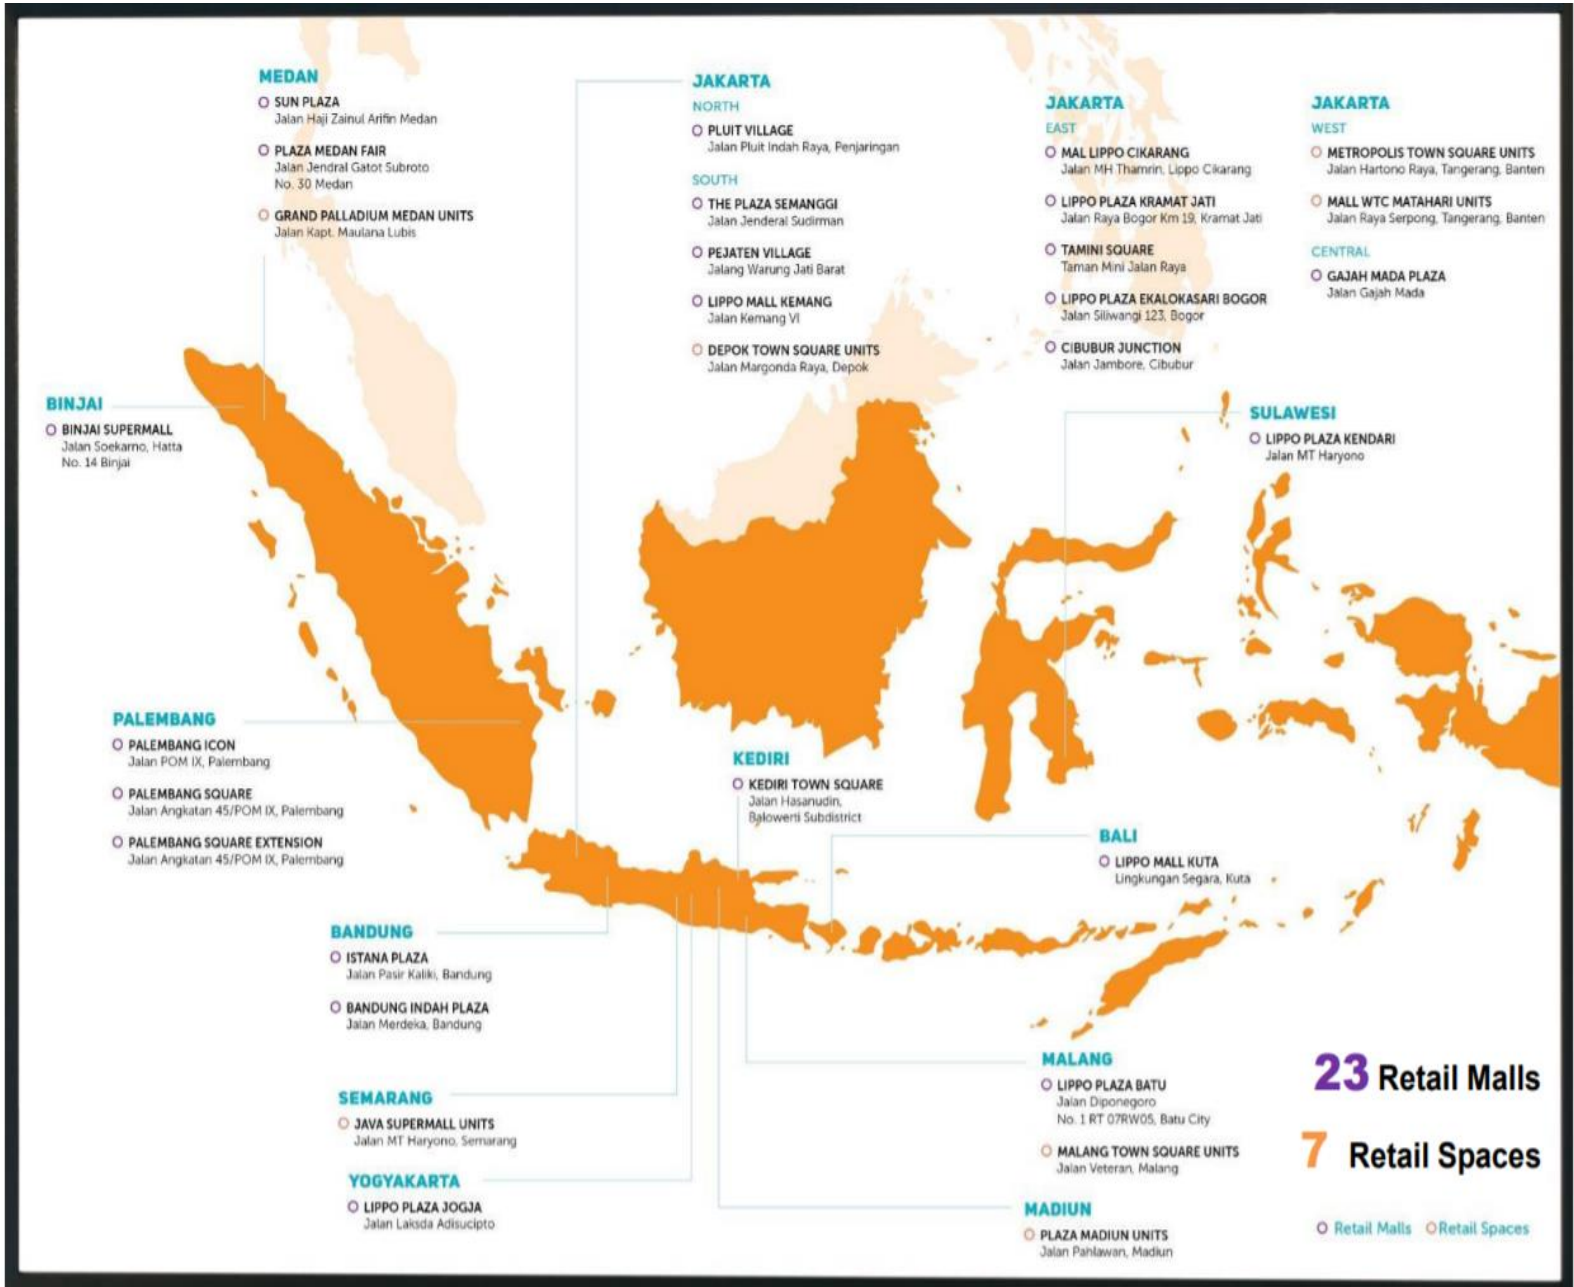 MEDAN
SUN PLAZA
Jalan Haji Zainul Arifin Medan
PLAZA MEDAN FAIR
Jalan Jendral Gatot Subroto
No. 30 Medan
GRAND PALLADIUM MEDAN UNITS
Jalan Kapt. Maulana Lubis
JAKARTA
NORTH
PLUIT VILLAGE
Jalan Pluit Indah Raya, Penjaringan
SOUTH
THE PLAZA SEMANGGI
Jalan Jenderal Sudirman
PEJATEN VILLAGE
Jalang Warung Jati Barat
LIPPO MALL KEMANG
Jalan Kemang VI
DEPOK TOWN SQUARE UNITS
Jalan Margonda Raya, Depok
JAKARTA
EAST
MAL LIPPO CIKARANG
Jalan MH Thamrin, Lippo Cikarang
LIPPO PLAZA KRAMAT JATI
Jalan Raya Bogor Km 19, Kramat Jati
TAMINI SQUARE
Taman Mini Jalan Raya
LIPPO PLAZA EKALOKASARI BOGOR
Jalan Siliwangi 123, Bogor
CIBUBUR JUNCTION
Jalan Jambore, Cibubur
JAKARTA
WEST
METROPOLIS TOWN SQUARE UNITS
Jalan Hartono Raya, Tangerang, Banten
MALL WTC MATAHARI UNITS
Jalan Raya Serpong, Tangerang, Banten
CENTRAL
GAJAH MADA PLAZA
Jalan Gajah Mada
BINJAI
BINJAI SUPERMALL
Jalan Soekarno, Hatta
No. 14 Binjai
SULAWESI
LIPPO PLAZA KENDARI
Jalan MT Haryono
PALEMBANG
PALEMBANG ICON
Jalan POM IX, Palembang
PALEMBANG SQUARE
Jalan Angkatan 45/POM IX, Palembang
PALEMBANG SQUARE EXTENSION
Jalan Angkatan 45/POM IX, Palembang
KEDIRI
KEDIRI TOWN SQUARE
Jalan Hasanudin,
Balowerti Subdistrict
BALI
LIPPO MALL KUTA
Lingkungan Segara, Kuta
BANDUNG
ISTANA PLAZA
Jalan Pasir Kaliki, Bandung
BANDUNG INDAH PLAZA
Jalan Merdeka, Bandung
SEMARANG
JAVA SUPERMALL UNITS
Jalan MT Haryono, Semarang
YOGYAKARTA
LIPPO PLAZA JOGJA
Jalan Laksda Adisucipto
MALANG
LIPPO PLAZA BATU
Jalan Diponegoro
No. 1 RT 07RW05, Batu City
MALANG TOWN SQUARE UNITS
Jalan Veteran, Malang
MADIUN
PLAZA MADIUN UNITS
Jalan Pahlawan, Madiun
23 Retail Malls
7 Retail Spaces
Retail Malls Retail Spaces